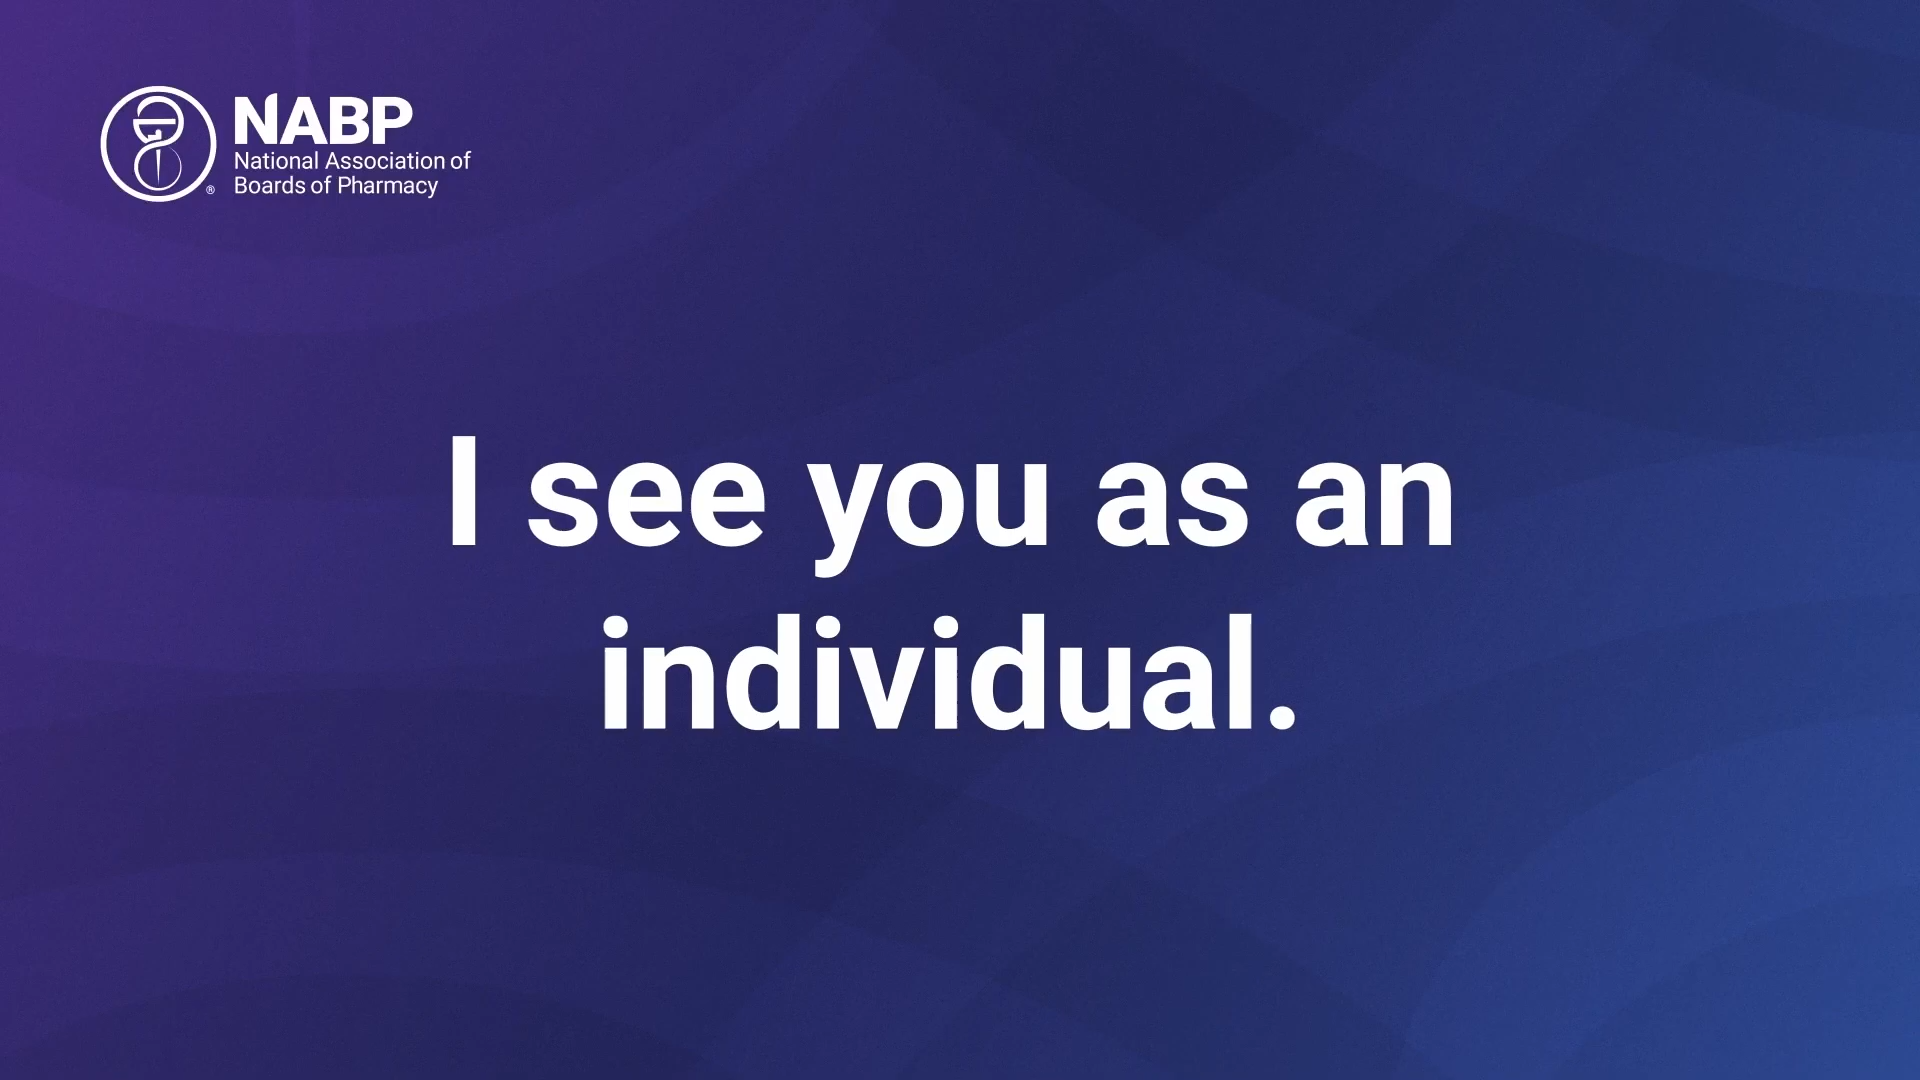 NABP
National Association of
Boards of Pharmacy
®
I see you as an
individual.